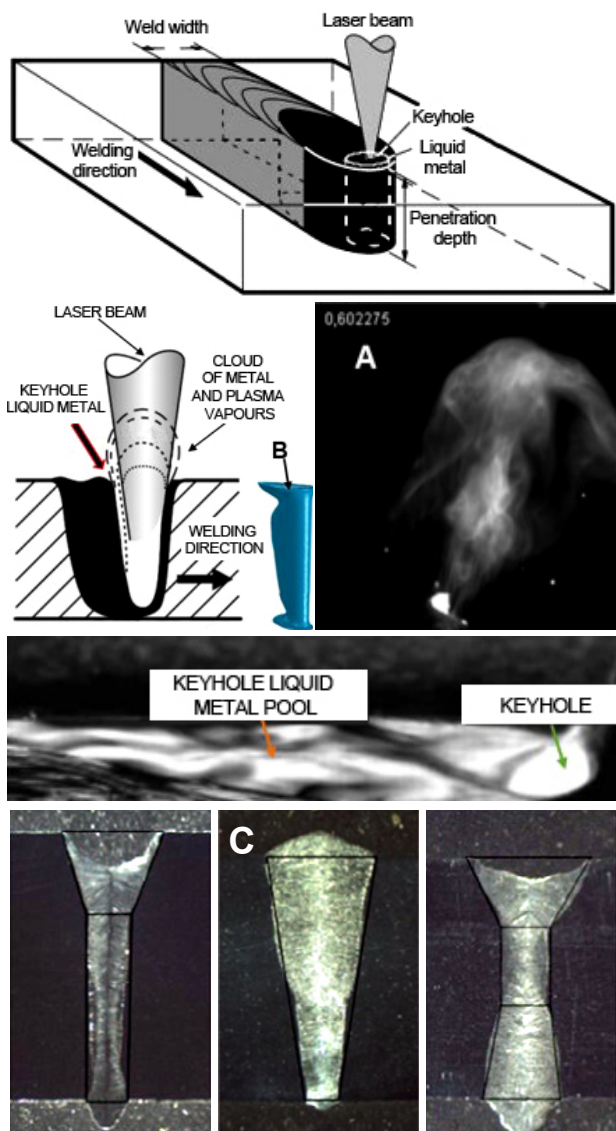 Weld width
Laser beam
Keyhole
Liquid
metal
Welding
direction
Penetration
depth
LASER BEAM
KEYHOLE
LIQUID METAL
CLOUD
OF METAL
AND PLASMA
VAPOURS
B
WELDING
DIRECTION
0,602275
A
KEYHOLE LIQUID
METAL POOL
KEYHOLE
C